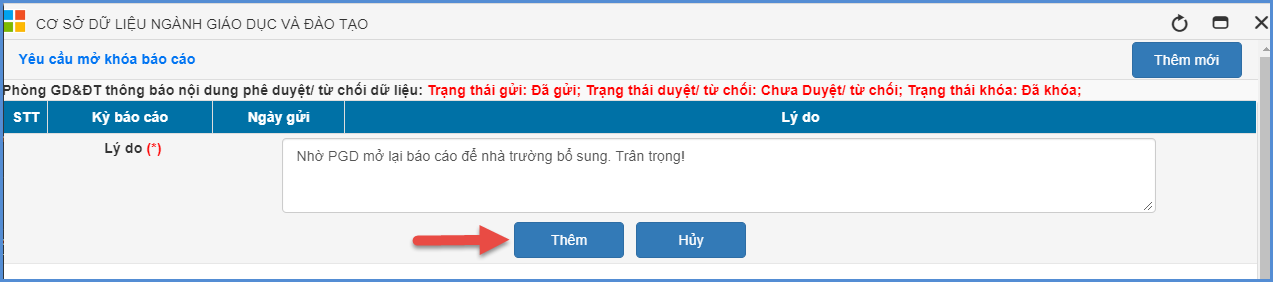 CƠ SỞ DỮ LIỆU NGÀNH GIÁO DỤC VÀ ĐÀO TẠO
Yêu cầu mở khóa báo cáo
Thêm mới
Phòng GD&ĐT thông báo nội dung phê duyệt/ từ chối dữ liệu: Trạng thái gửi: Đã gửi; Trạng thái duyệt/ từ chối: Chưa Duyệt/ từ chối; Trạng thái khóa: Đã khóa;
STT Kỳ báo cáo Ngày gửi Lý do
Lý do (*)
Nhờ PGD mở lại báo cáo để nhà trường bổ sung. Trân trọng!
Thêm Hủy